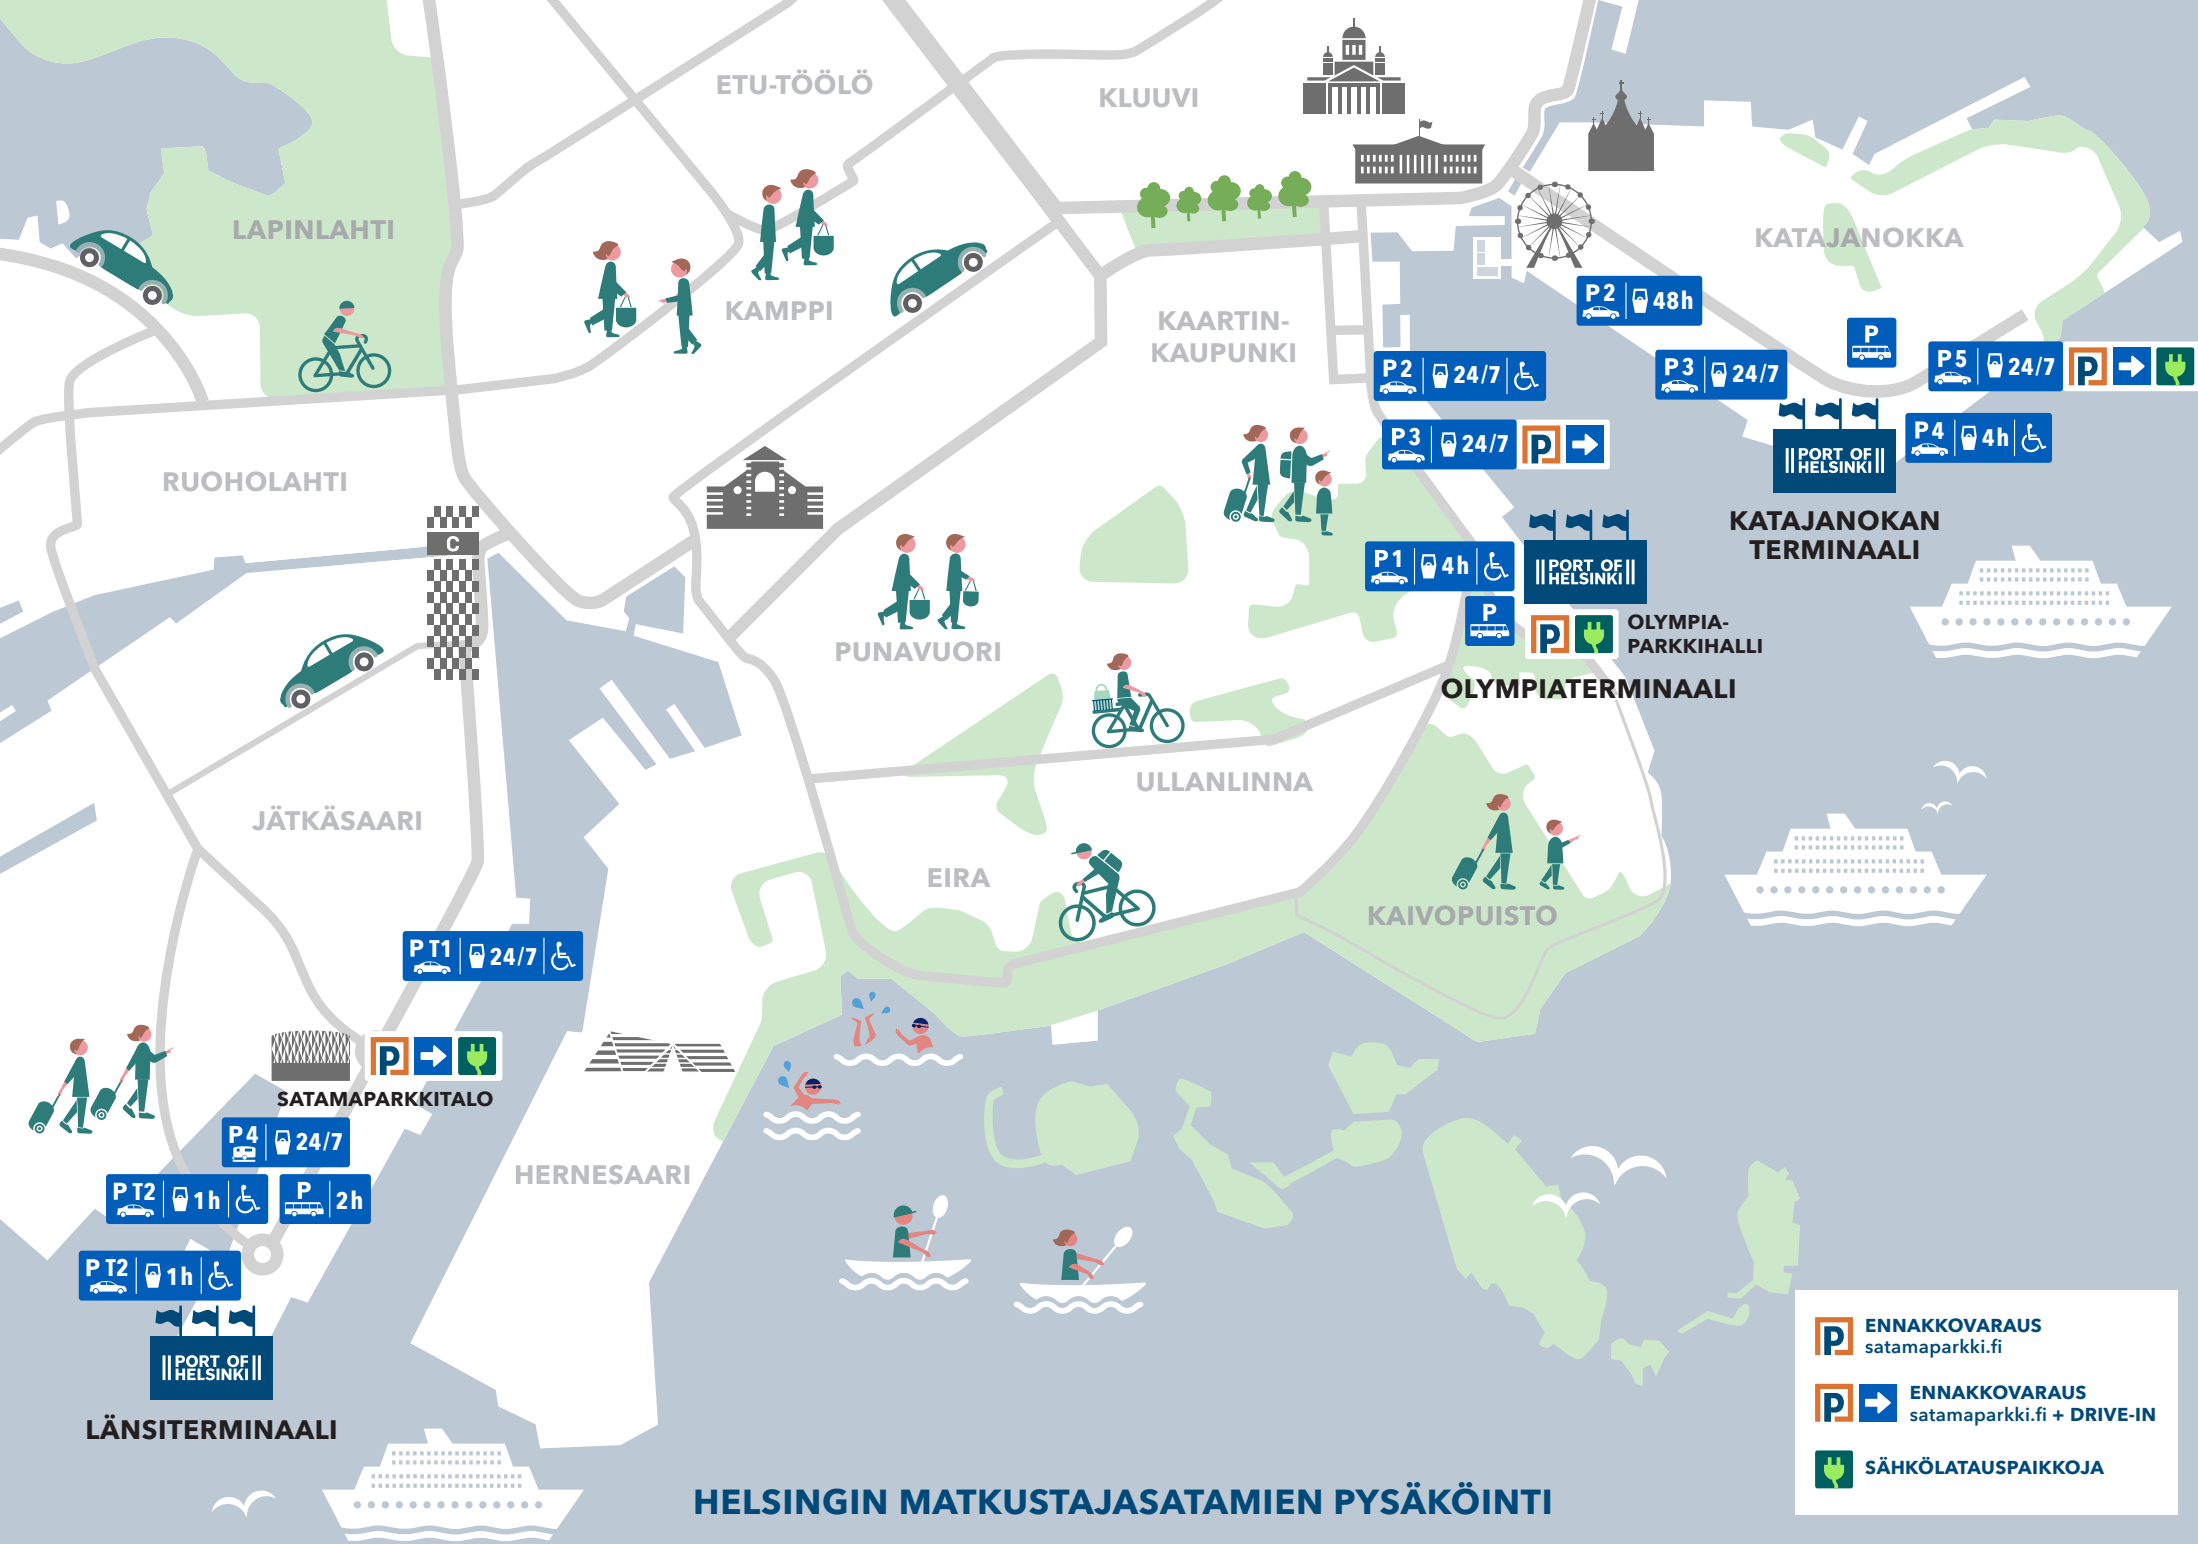 ETU-TÖÖLÖ
KLUUVI
LAPINLAHTI
KATAJANOKKA
KAMPPI
KAARTIN-
KAUPUNKI
P2 48h
P
P2 24/7
P3 24/7
P5 24/7 P
P3 24/7 P
P4 4h
PORT OF
HELSINKI
KATAJANOKAN
TERMINAALI
RUOHOLAHTI
C
P1 4h
PORT OF
HELSINKI
P
P
OLYMPIA-
PARKKIHALLI
OLYMPIATERMINAALI
PUNAVUORI
ULLANLINNA
JÄTKÄSAARI
EIRA
KAIVOPUISTO
P T1 24/7
P
SATAMAPARKKITALO
P4 24/7
P T2 1h
P 2h
HERNESAARI
P T2 1h
PORT OF
HELSINKI
LÄNSITERMINAALI
P ENNAKKOVARAUS
satamaparkki.fi
P ENNAKKOVARAUS
satamaparkki.fi + DRIVE-IN
SÄHKÖLATAUSPAIKKOJA
HELSINGIN MATKUSTAJASATAMIEN PYSÄKÖINTI